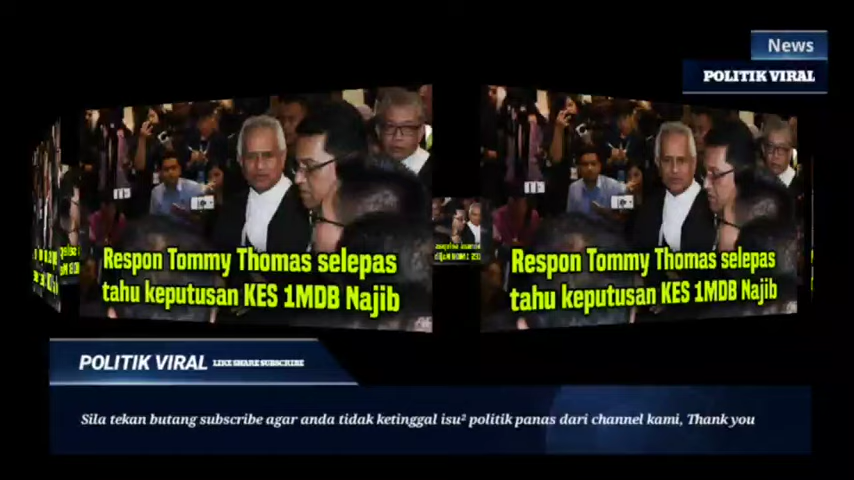 News
POLITIK VIRAL
Respon Tommy Thomas selepas
tahu keputusan KES 1MDB Najib
Respon Tommy Thomas selepas
tahu keputusan KES 1MDB Najib
POLITIK VIRAL LIKE SHARE SUBSCRIBE
Sila tekan butang subscribe agar anda tidak ketinggal isu² politik panas dari channel kami, Thank you